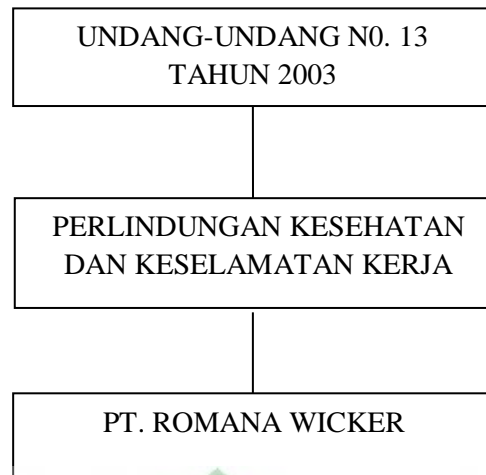 UNDANG-UNDANG N0. 13
TAHUN 2003
PERLINDUNGAN KESEHATAN
DAN KESELAMATAN KERJA
PT. ROMANA WICKER